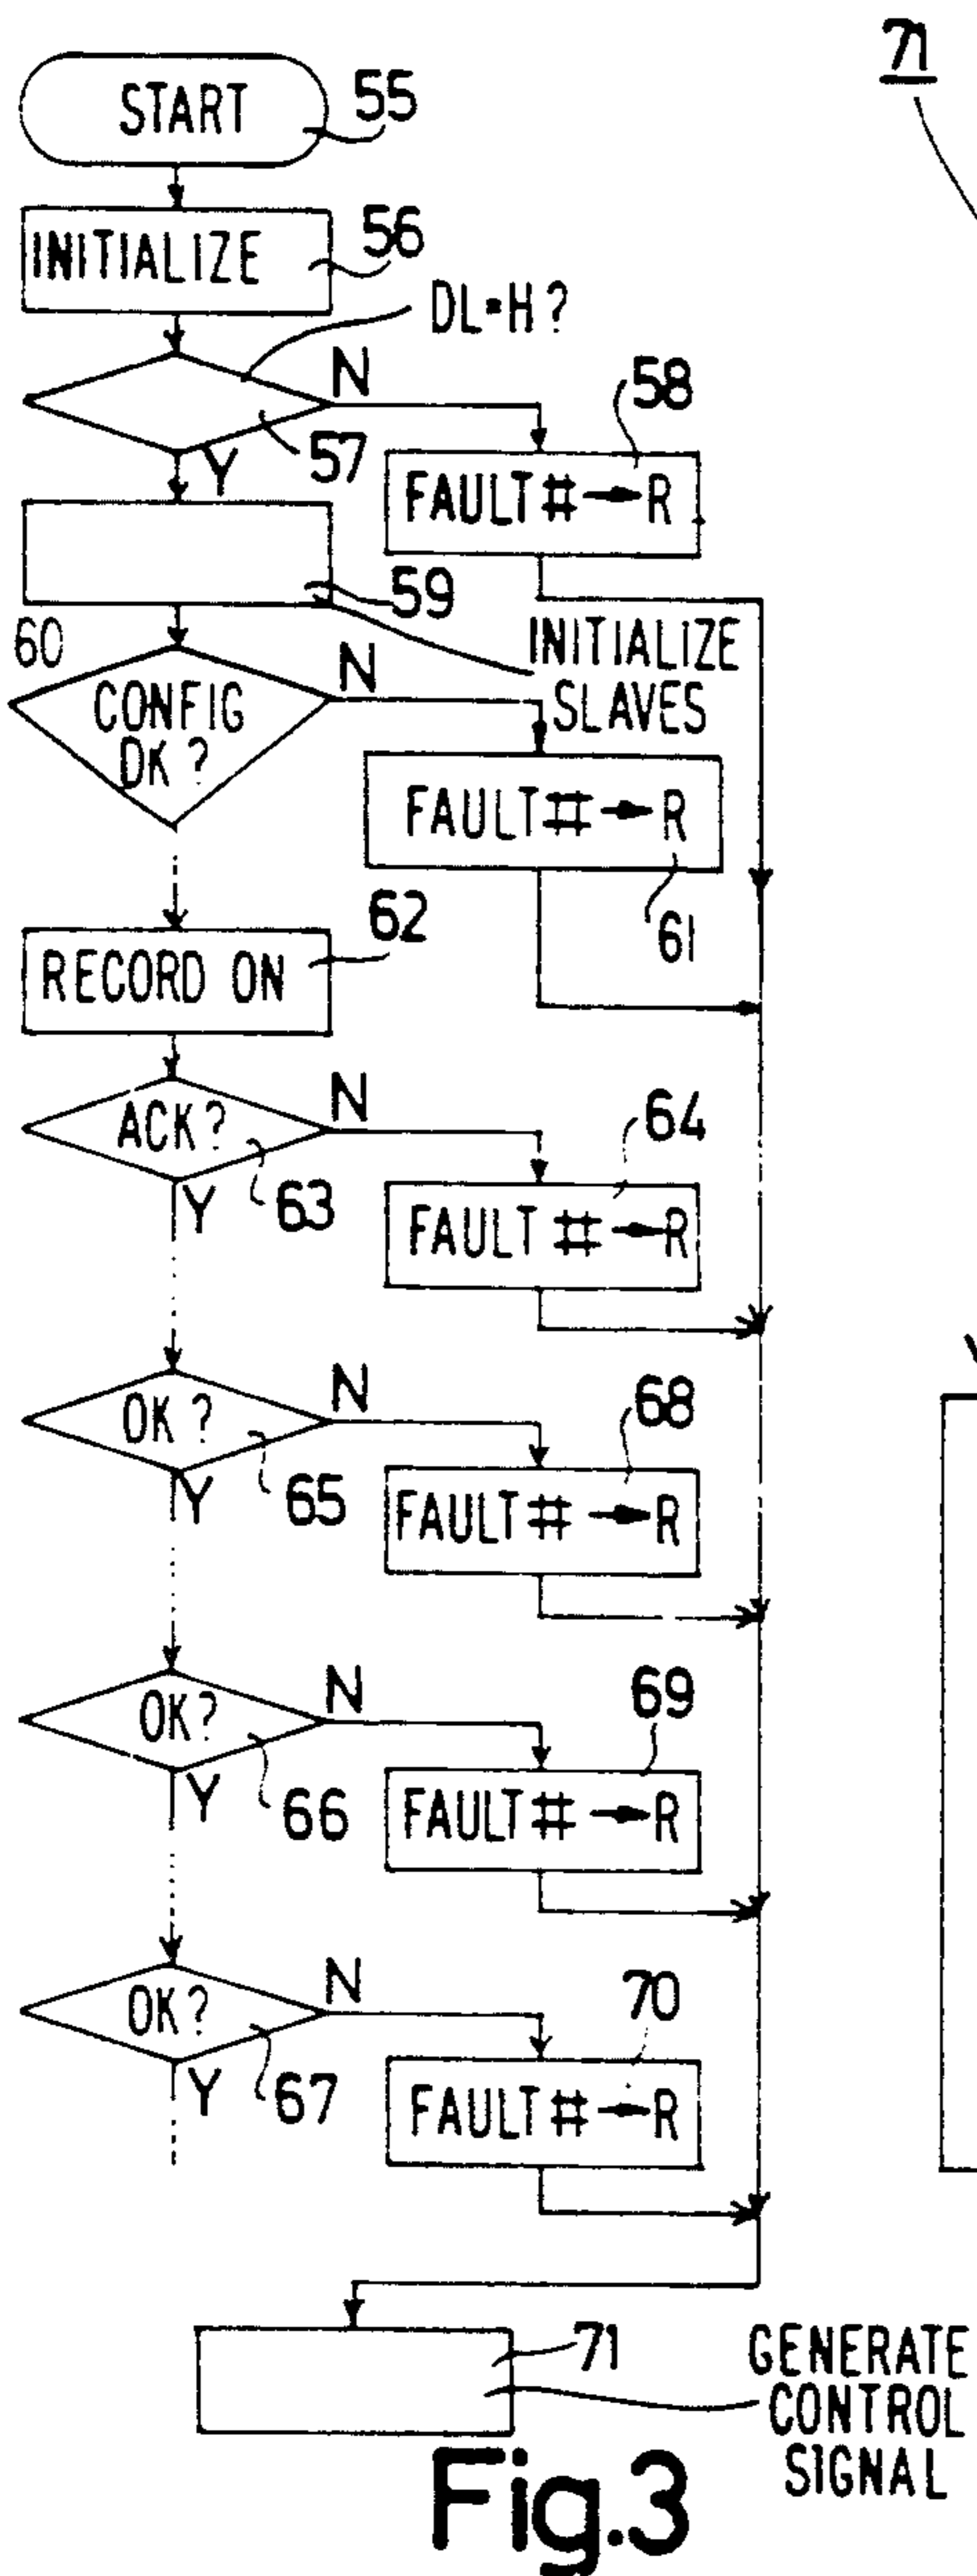 71
START
55
INITIALIZE
56
DL=H?
N
57
Y
58
FAULT # → R
59
INITIALIZE
SLAVES
60
N
CONFIG
DK?
FAULT # → R
61
62
RECORD ON
N
ACK?
63
Y
64
FAULT # → R
N
OK?
65
Y
68
FAULT # → R
N
OK?
66
Y
69
FAULT # → R
N
OK?
67
Y
70
FAULT # → R
71
GENERATE
CONTROL
SIGNAL
Fig.3